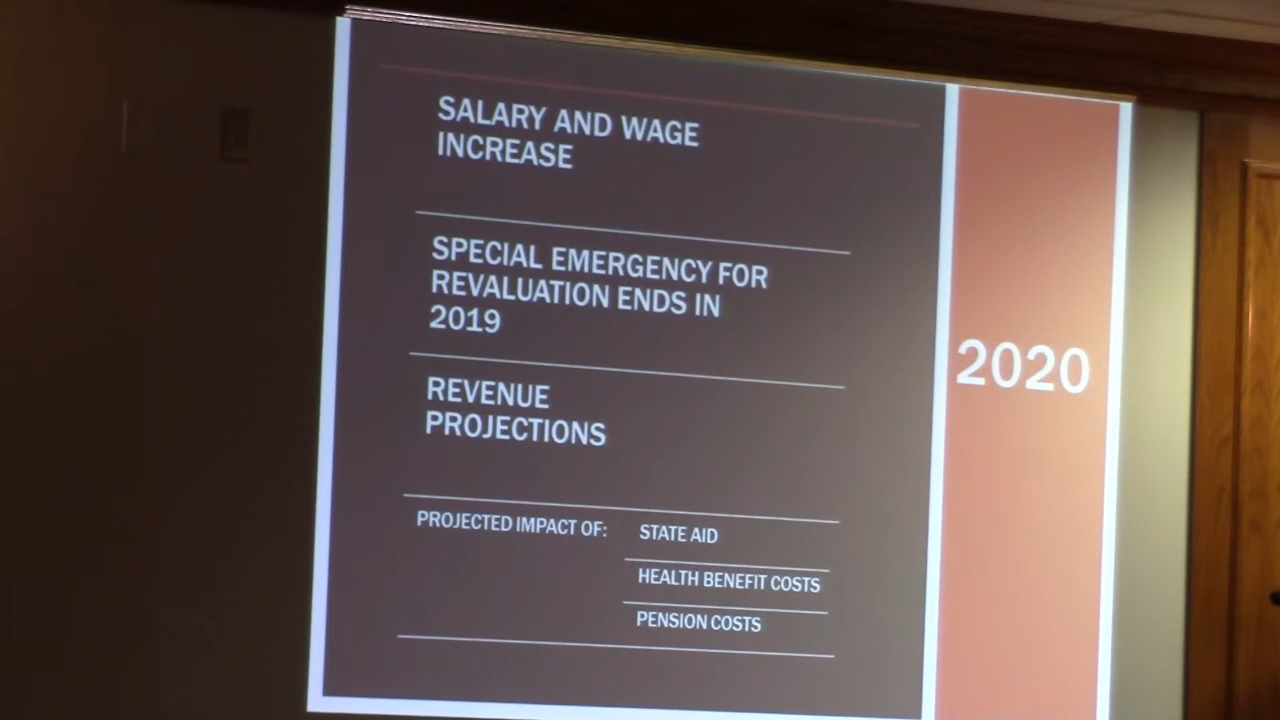 SALARY AND WAGE
INCREASE
SPECIAL EMERGENCY FOR
REVALUATION ENDS IN
2019
REVENUE
PROJECTIONS
PROJECTED IMPACT OF:
STATE AID
HEALTH BENEFIT COSTS
PENSION COSTS
2020